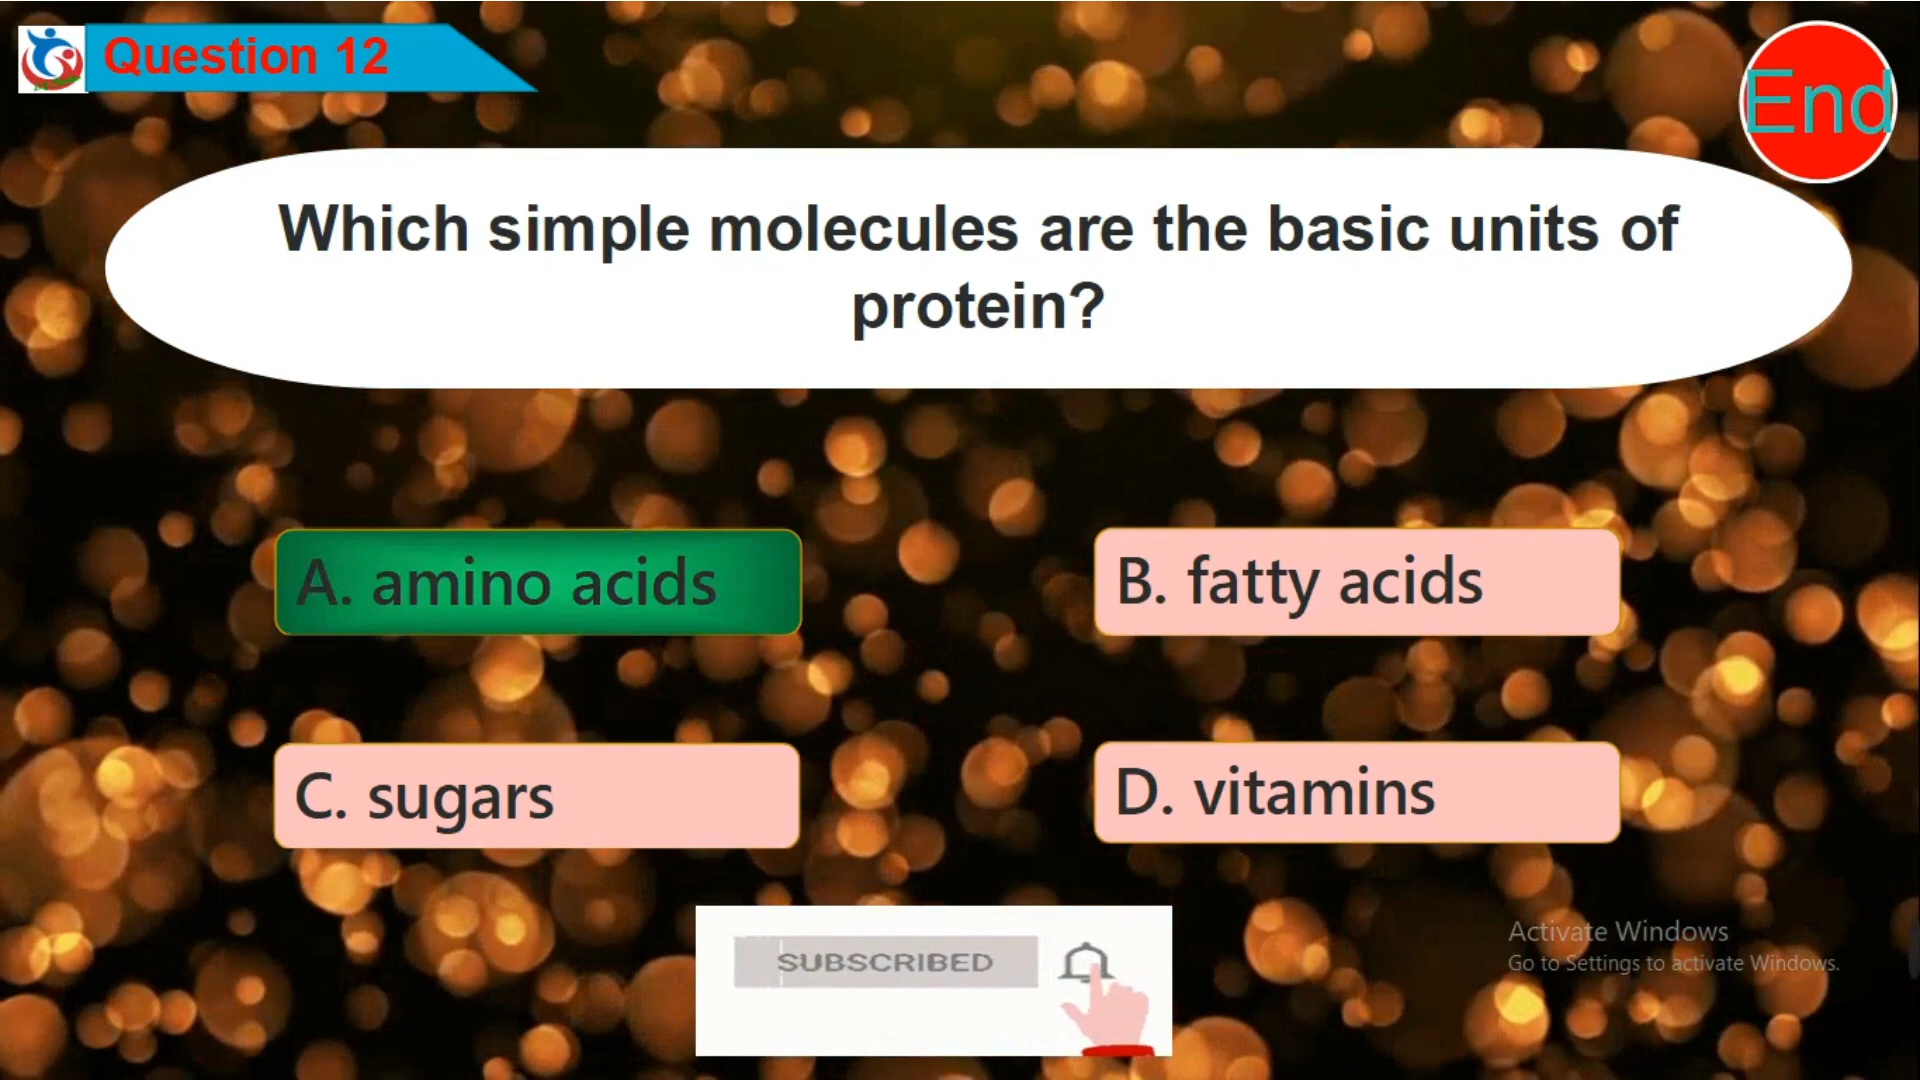 Question 12
End
Which simple molecules are the basic units of
protein?
A. amino acids
B. fatty acids
C. sugars
D. vitamins
SUBSCRIBED
Activate Windows
Go to Settings to activate Windows.